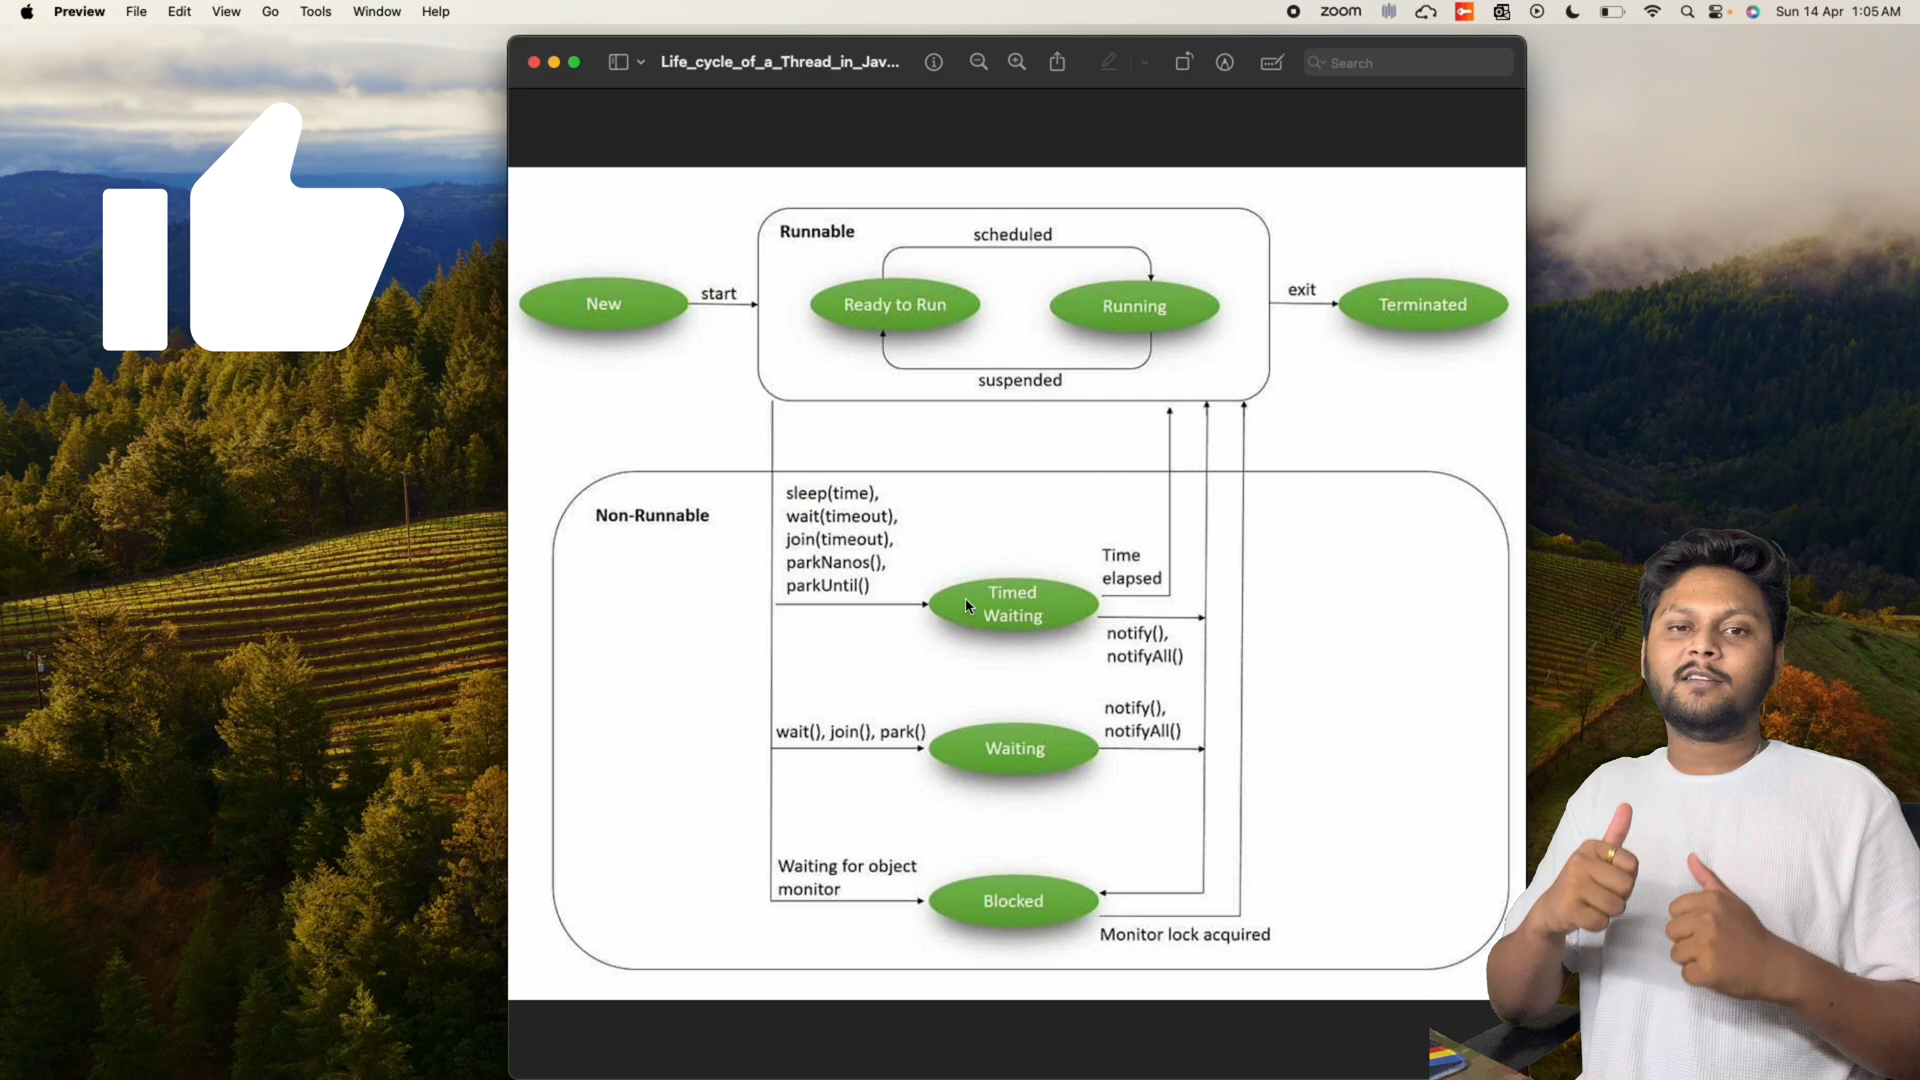 Preview File Edit View Go Tools Window Help
zoom
Sun 14 Apr 1:05 AM
Life_cycle_of_a_Thread_in_Jav...
Search
Runnable
scheduled
New
start
Ready to Run
Running
exit
Terminated
suspended
Non-Runnable
sleep(time),
wait(timeout),
join(timeout),
parkNanos(),
parkUntil()
Timed
Waiting
Time
elapsed
notify(),
notifyAll()
wait(), join(), park()
Waiting
notify(),
notifyAll()
Waiting for object
monitor
Blocked
Monitor lock acquired